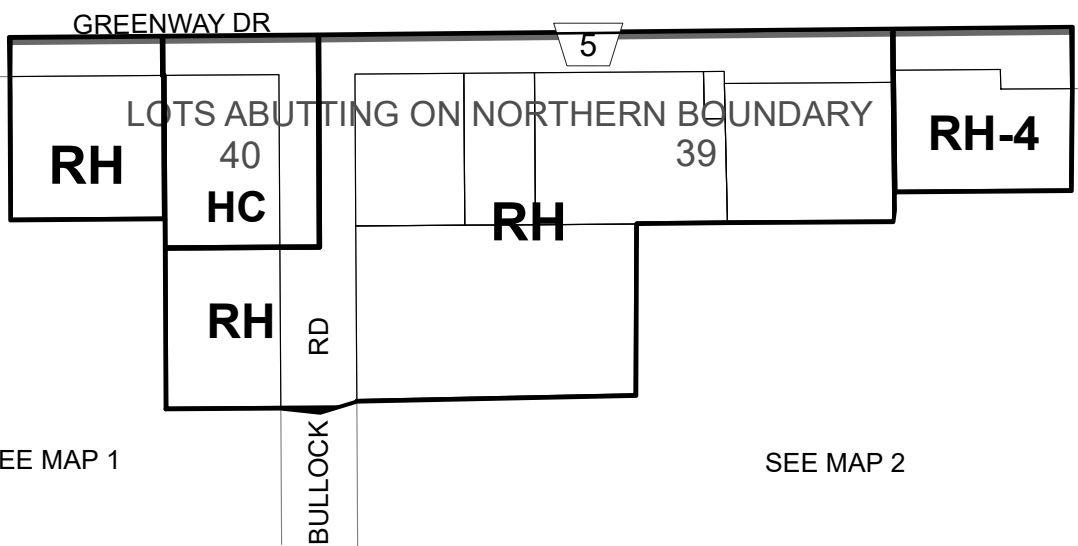 GREENWAY DR
5
LOTS ABUTTING ON NORTHERN BOUNDARY
40
39
RH
HC
RH
RH-4
RH
RD
BULLOCK
EE MAP 1
SEE MAP 2